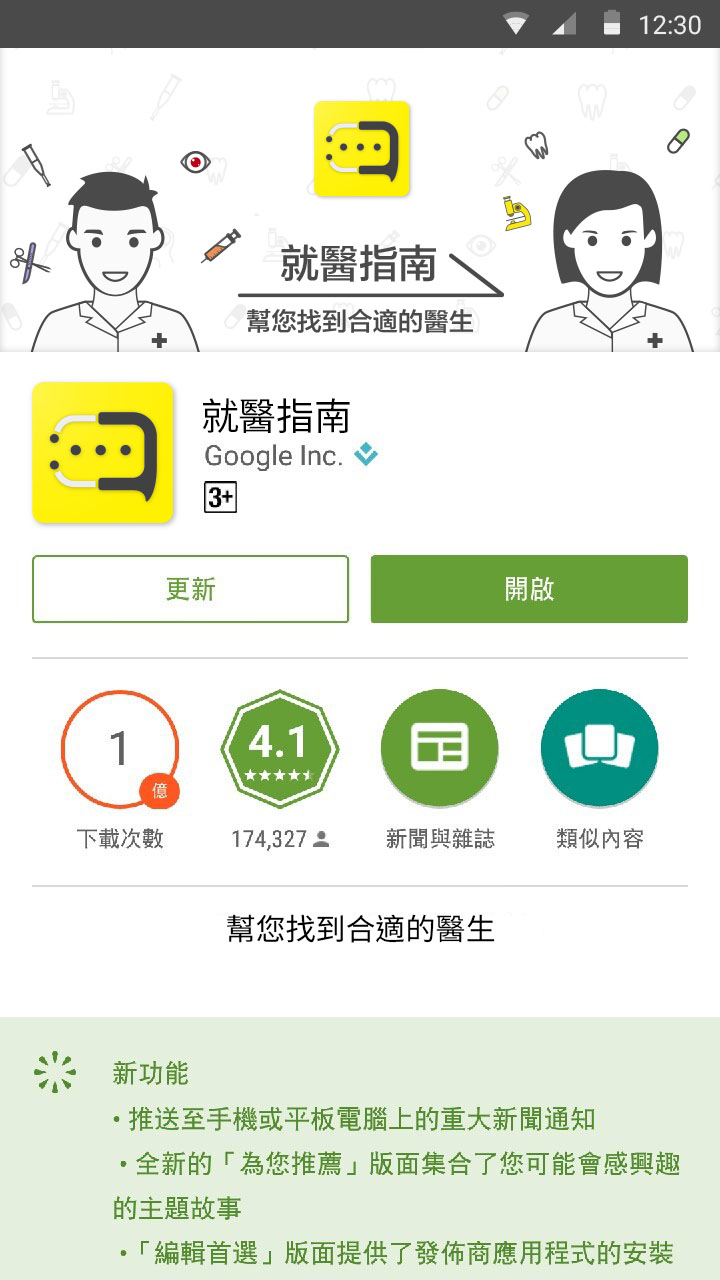 12:30
就醫指南
幫您找到合適的醫生
就醫指南
Google Inc.
3+
更新
開啟
1
億
4.1
下載次數
174,327
新聞與雜誌
類似內容
幫您找到合適的醫生
新功能
• 推送至手機或平板電腦上的重大新聞通知
• 全新的「為您推薦」版面集合了您可能會感興趣
的主題故事
•「編輯首選」版面提供了發佈商應用程式的安裝